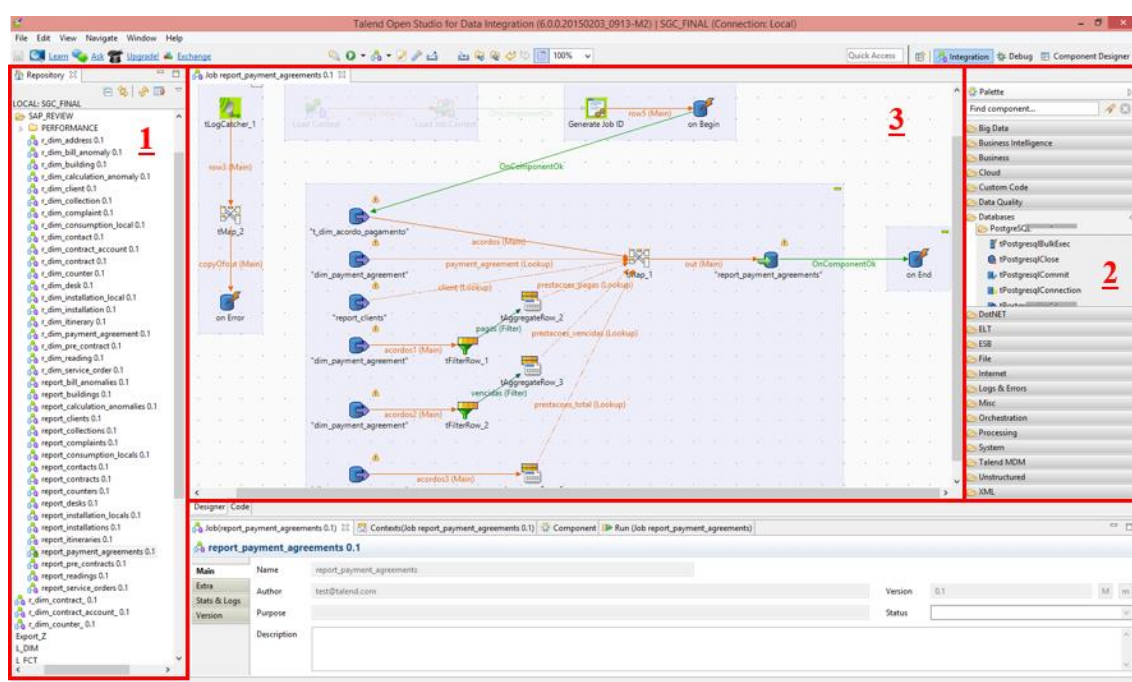 Talend Open Studio for Data Integration (6.0.0.20150203_0913-M2) | SGC_FINAL (Connection: Local)
File Edit View Navigate Window Help
Learn Ask Upgrade! Exchange
100%
Quick Access
Integration Debug Component Designer
Repository
LOCAL: SGC_FINAL
SAP_REVIEW
PERFORMANCE
r_dim_address 0.1
r_dim_bill_anomaly 0.1
r_dim_building 0.1
r_dim_calculation_anomaly 0.1
r_dim_client 0.1
r_dim_collection 0.1
r_dim_complaint 0.1
r_dim_consumption_local 0.1
r_dim_contact 0.1
r_dim_contract_account 0.1
r_dim_contract 0.1
r_dim_counter 0.1
r_dim_desk 0.1
r_dim_installation_local 0.1
r_dim_installation 0.1
r_dim_itinerary 0.1
r_dim_payment_agreement 0.1
r_dim_pre_contract 0.1
r_dim_reading 0.1
r_dim_service_order 0.1
report_bill_anomalies 0.1
report_buildings 0.1
report_calculation_anomalies 0.1
report_clients 0.1
report_collections 0.1
report_complaints 0.1
report_consumption_locals 0.1
report_contacts 0.1
report_contracts 0.1
report_counters 0.1
report_desks 0.1
report_installation_locals 0.1
report_installations 0.1
report_itineraries 0.1
report_payment_agreements 0.1
report_pre_contracts 0.1
report_readings 0.1
report_service_orders 0.1
r_dim_contract_ 0.1
r_dim_contract_account_ 0.1
r_dim_counter_ 0.1
Export_Z
L_DIM
L_FCT
1
Job report_payment_agreements 0.1
tLogCatcher_1
row3 (Main)
tMap_2
copyOfout (Main)
on Error
Load Context
Load Job Context
OnComponentOk
Generate Job ID
row5 (Main)
on Begin
3
OnComponentOk
"t_dim_acordo_pagamento"
acordos (Main)
"dim_payment_agreement"
payment_agreement (Lookup)
tMap_1
out (Main)
"report_payment_agreements"
OnComponentOk
on End
"report_clients"
client (Lookup)
prestacoes_pagas (Lookup)
tAggregateRow_2
pagas (Filter)
prestacoes_vencidas (Lookup)
"dim_payment_agreement"
acordos1 (Main)
tFilterRow_1
tAggregateRow_3
vencidas (Filter)
prestacoes_total (Lookup)
"dim_payment_agreement"
acordos2 (Main)
tFilterRow_2
acordos3 (Main)
Palette
Find component...
Big Data
Business Intelligence
Business
Cloud
Custom Code
Data Quality
Databases
PostgreSQL
tPostgresqlBulkExec
tPostgresqlClose
tPostgresqlCommit
tPostgresqlConnection
2
DotNET
ELT
ESB
File
Internet
Logs & Errors
Misc
Orchestration
Processing
System
Talend MDM
Unstructured
XML
Designer Code
Job(report_payment_agreements 0.1) Contexts(Job report_payment_agreements 0.1) Component Run (Job report_payment_agreements)
report_payment_agreements 0.1
Main
Extra
Stats & Logs
Version
Name report_payment_agreements
Author test@talend.com Version 0.1 M m
Purpose Status
Description